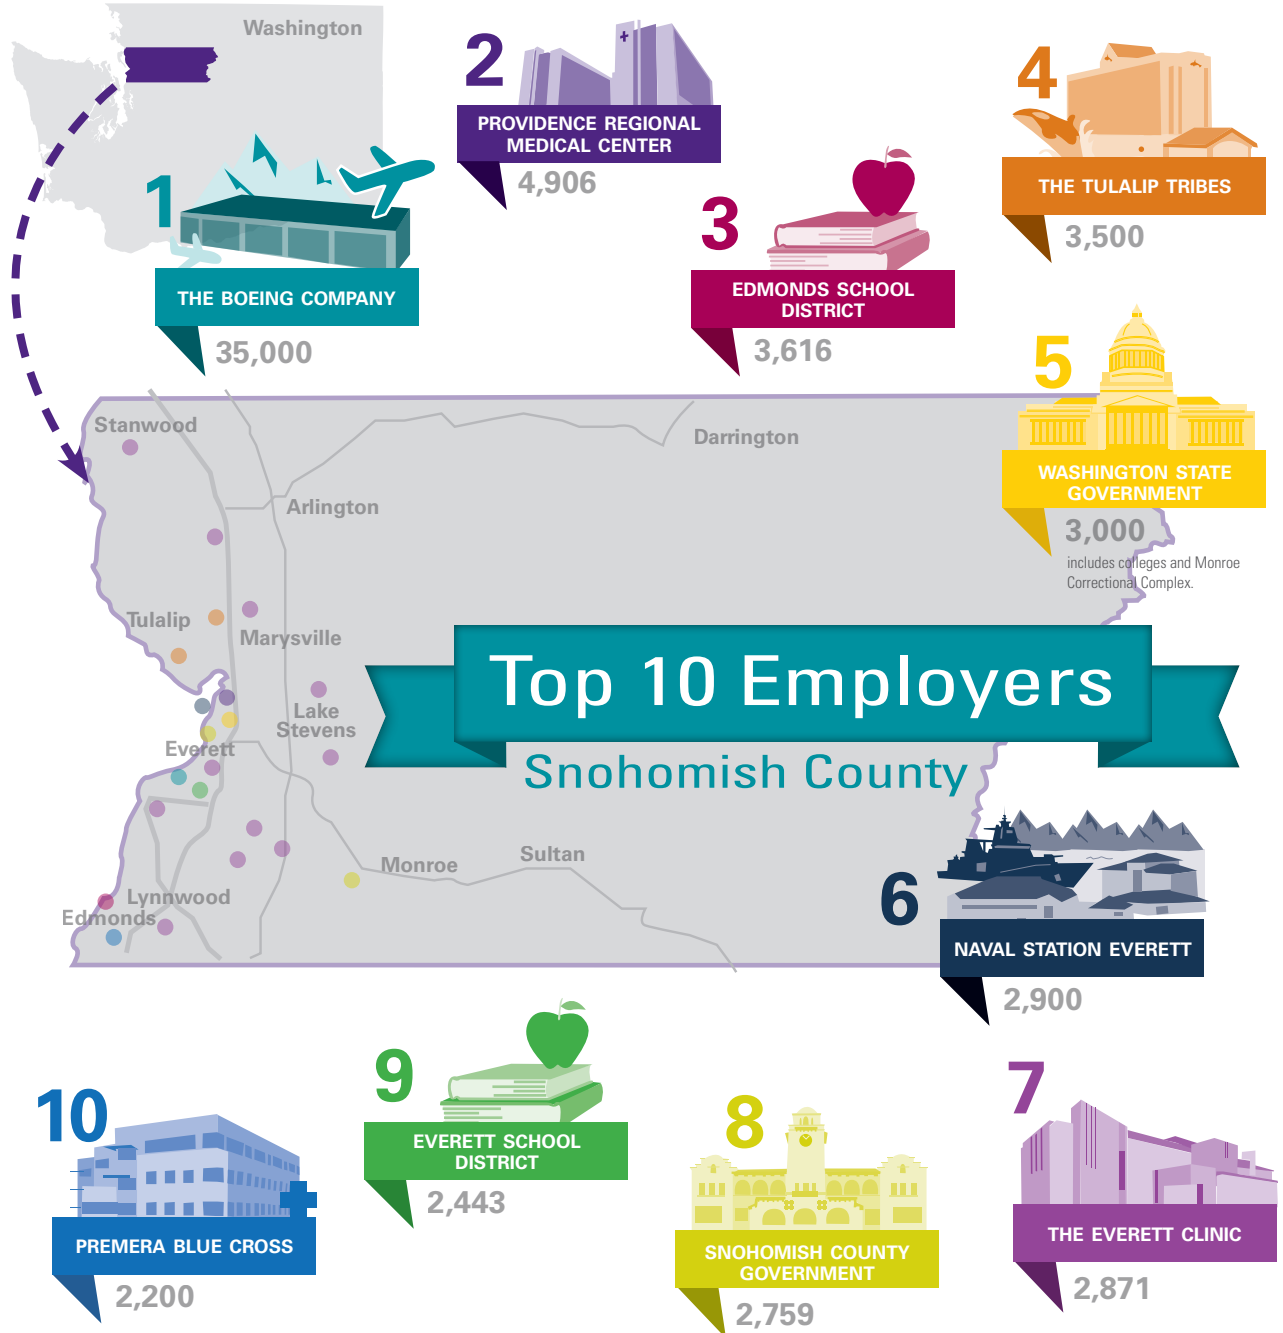 Washington
1
THE BOEING COMPANY
35,000
2
PROVIDENCE REGIONAL
MEDICAL CENTER
4,906
3
EDMONDS SCHOOL
DISTRICT
3,616
4
THE TULALIP TRIBES
3,500
5
WASHINGTON STATE
GOVERNMENT
3,000
includes colleges and Monroe
Correctional Complex.
Stanwood
Darrington
Arlington
Tulalip
Marysville
Lake
Stevens
Everett
Monroe
Sultan
Lynnwood
Edmonds
Top 10 Employers
Snohomish County
6
NAVAL STATION EVERETT
2,900
7
THE EVERETT CLINIC
2,871
8
SNOHOMISH COUNTY
GOVERNMENT
2,759
9
EVERETT SCHOOL
DISTRICT
2,443
10
PREMERA BLUE CROSS
2,200